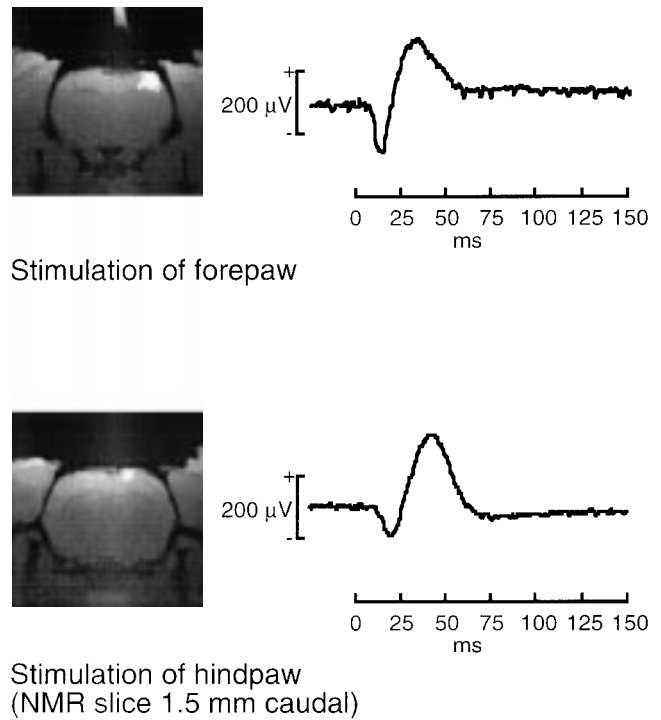 +
200 μV
-
0 25 50 75 100 125 150
ms
Stimulation of forepaw
+
200 μV
-
0 25 50 75 100 125 150
ms
Stimulation of hindpaw
(NMR slice 1.5 mm caudal)